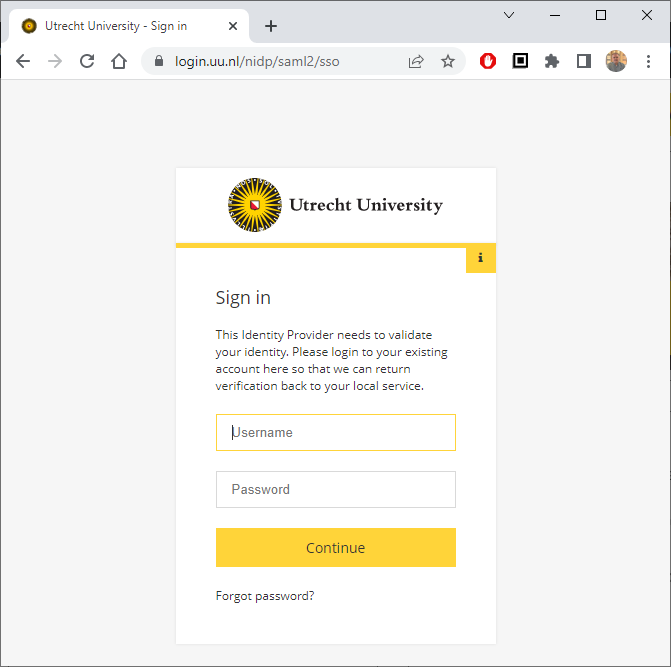 Utrecht University - Sign in
login.uu.nl/nidp/saml2/sso
Utrecht University
i
Sign in
This Identity Provider needs to validate
your identity. Please login to your existing
account here so that we can return
verification back to your local service.
Username
Password
Continue
Forgot password?